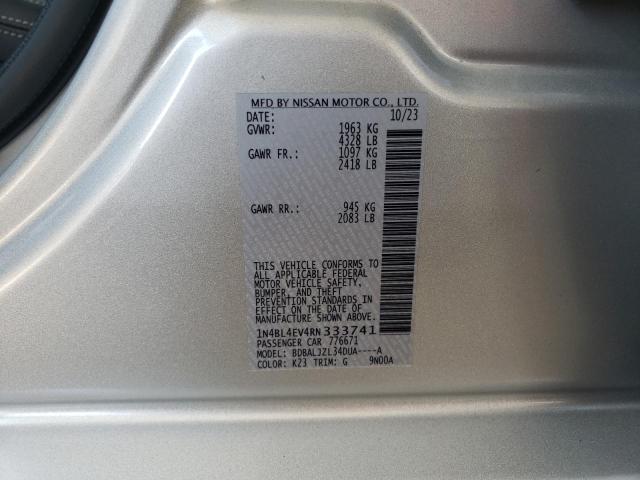 MFD BY NISSAN MOTOR CO., LTD.
DATE: 10/23
GVWR: 1963 KG
4328 LB
GAWR FR.: 1097 KG
2418 LB
GAWR RR.: 945 KG
2083 LB
THIS VEHICLE CONFORMS TO
ALL APPLICABLE FEDERAL
MOTOR VEHICLE SAFETY,
BUMPER, AND THEFT
PREVENTION STANDARDS IN
EFFECT ON THE DATE OF
MANUFACTURE SHOWN ABOVE.
1N4BL4EV4RN333741
PASSENGER CAR 776671
MODEL: BDBALJZL34DUA----A
COLOR: K23 TRIM: G 9N00A